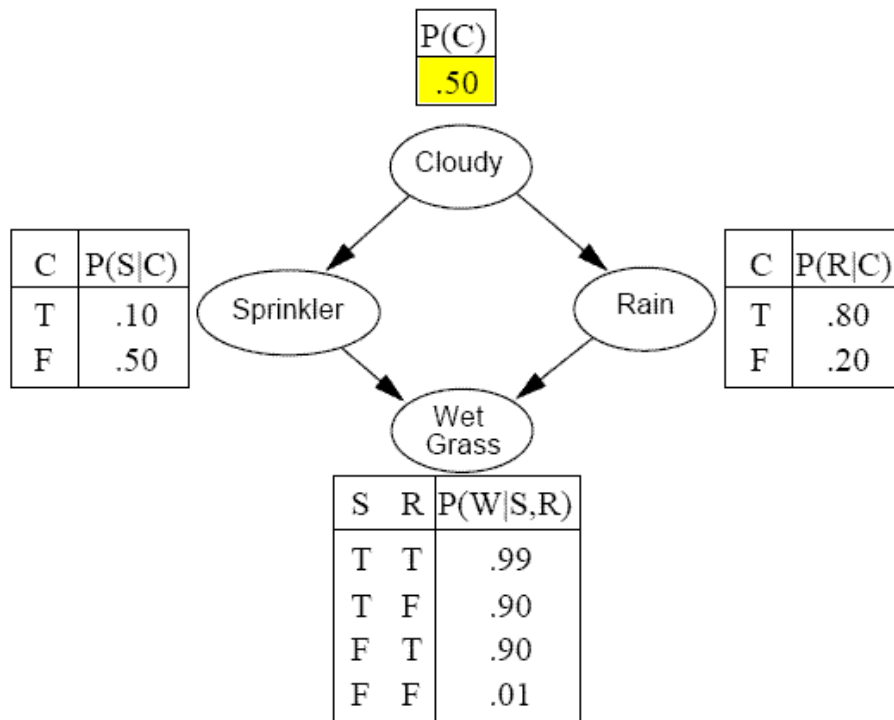 P(C)
.50
Cloudy
C P(S|C)
T .10
F .50
Sprinkler
Rain
C P(R|C)
T .80
F .20
Wet
Grass
S R P(W|S,R)
T T .99
T F .90
F T .90
F F .01